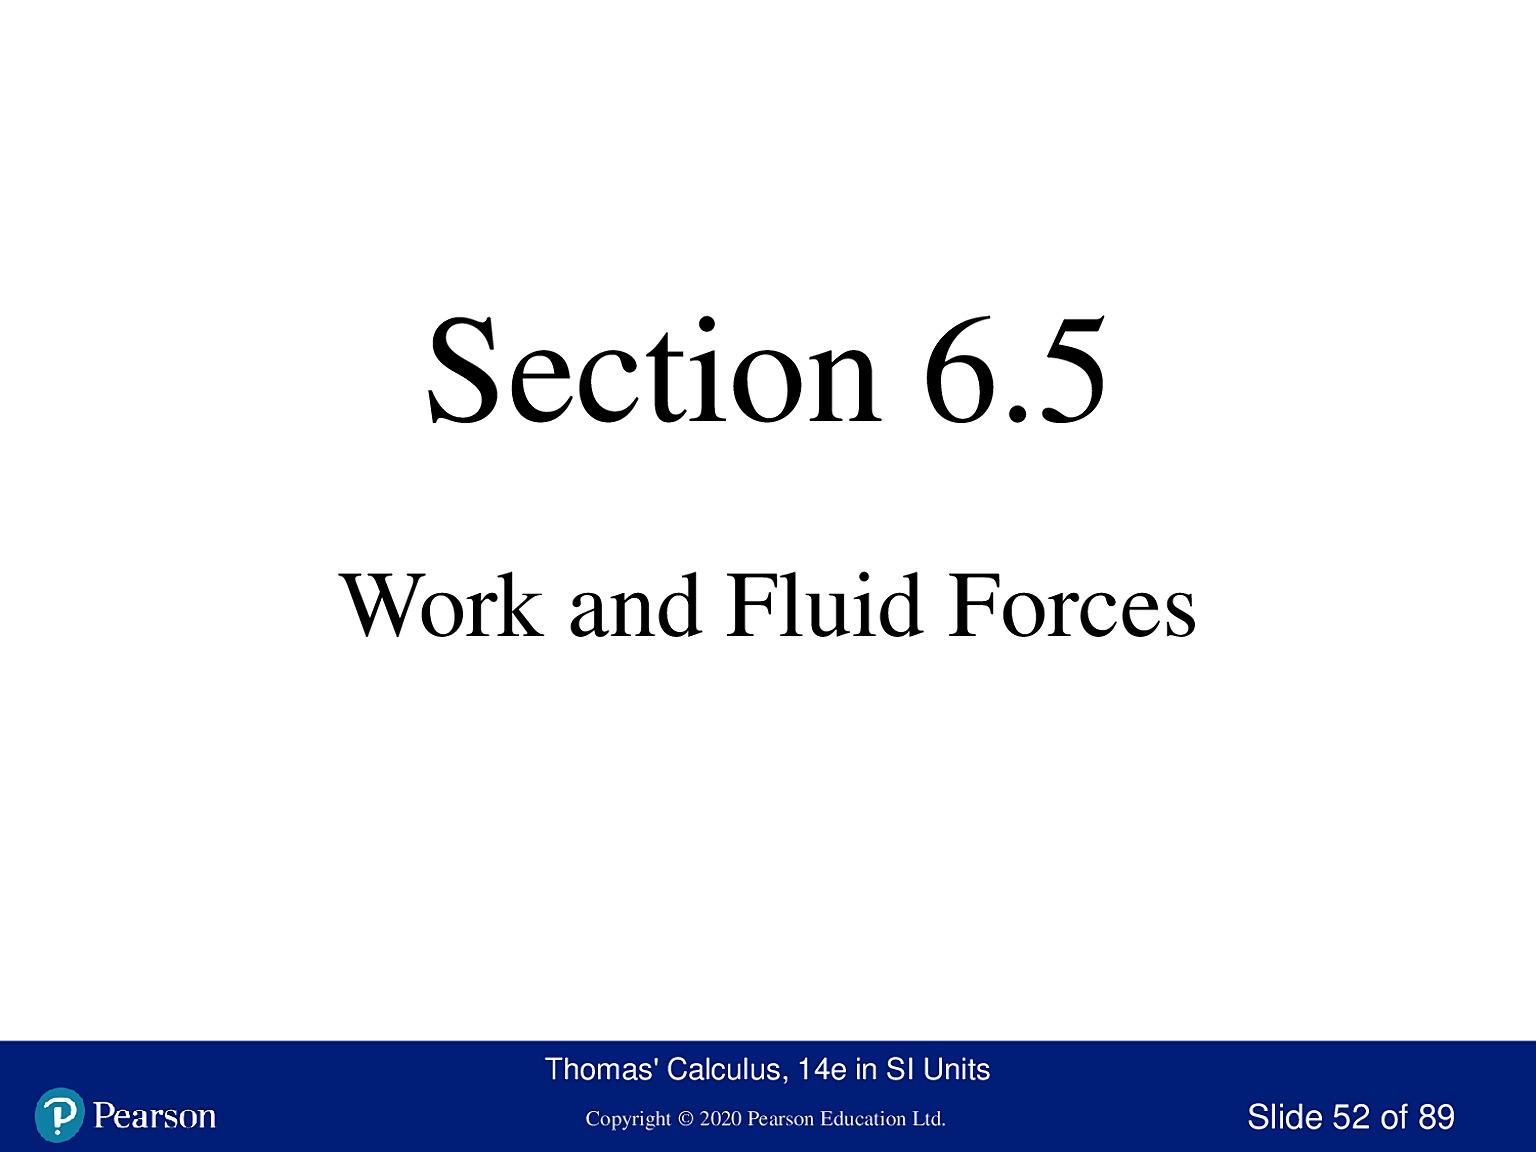 Section 6.5
Work and Fluid Forces
Thomas' Calculus, 14e in SI Units
Pearson
Copyright © 2020 Pearson Education Ltd.
Slide 52 of 89